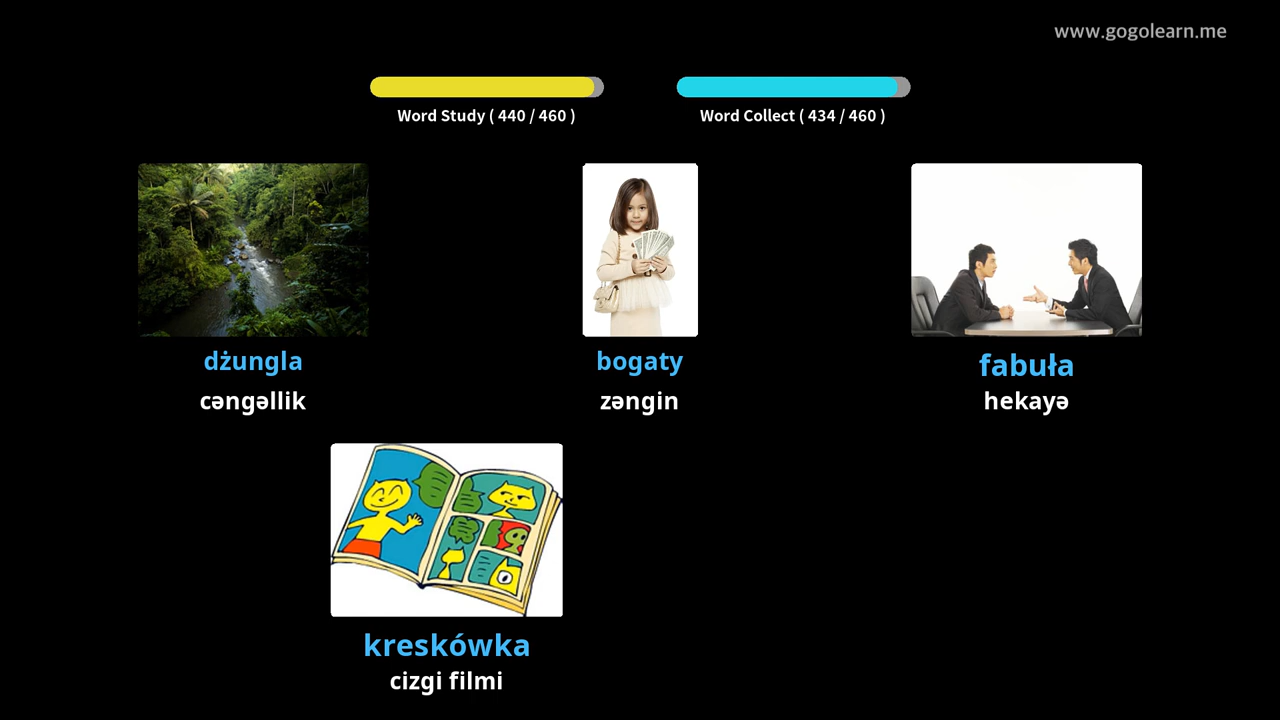 www.gogolearn.me
Word Study ( 440 / 460 )
Word Collect ( 434 / 460 )
dżungla
cəngəllik
bogaty
zəngin
fabuła
hekayə
kreskówka
cizgi filmi